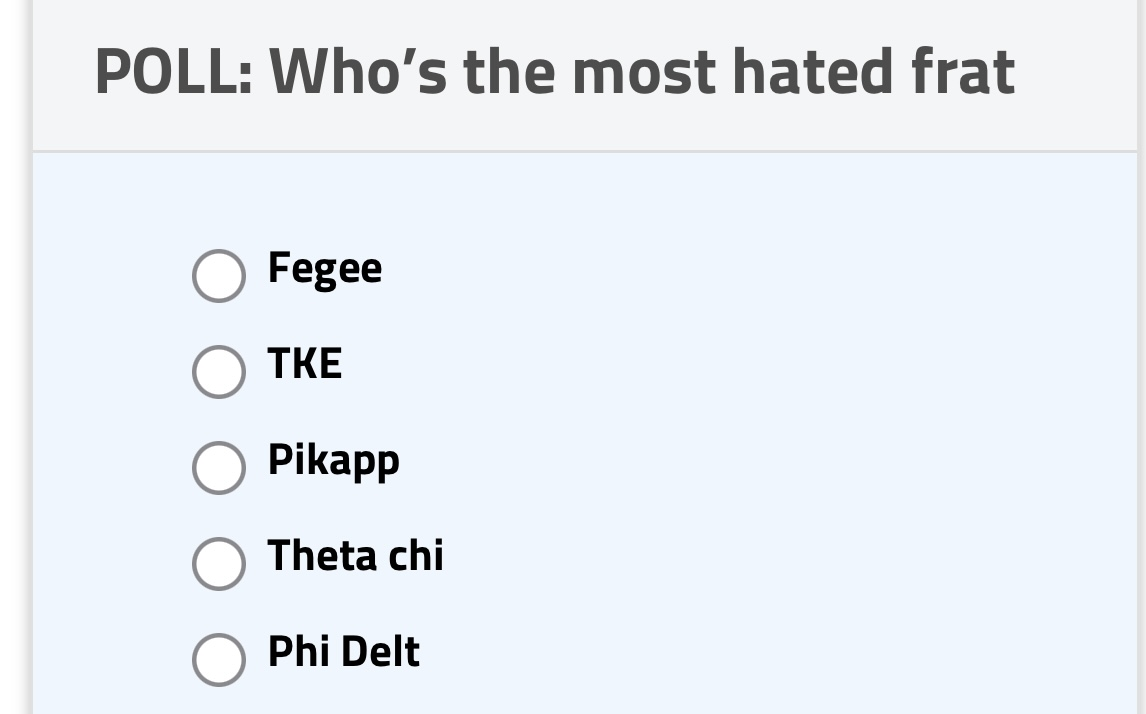 POLL: Who’s the most hated frat
Fegee
TKE
Pikapp
Theta chi
Phi Delt